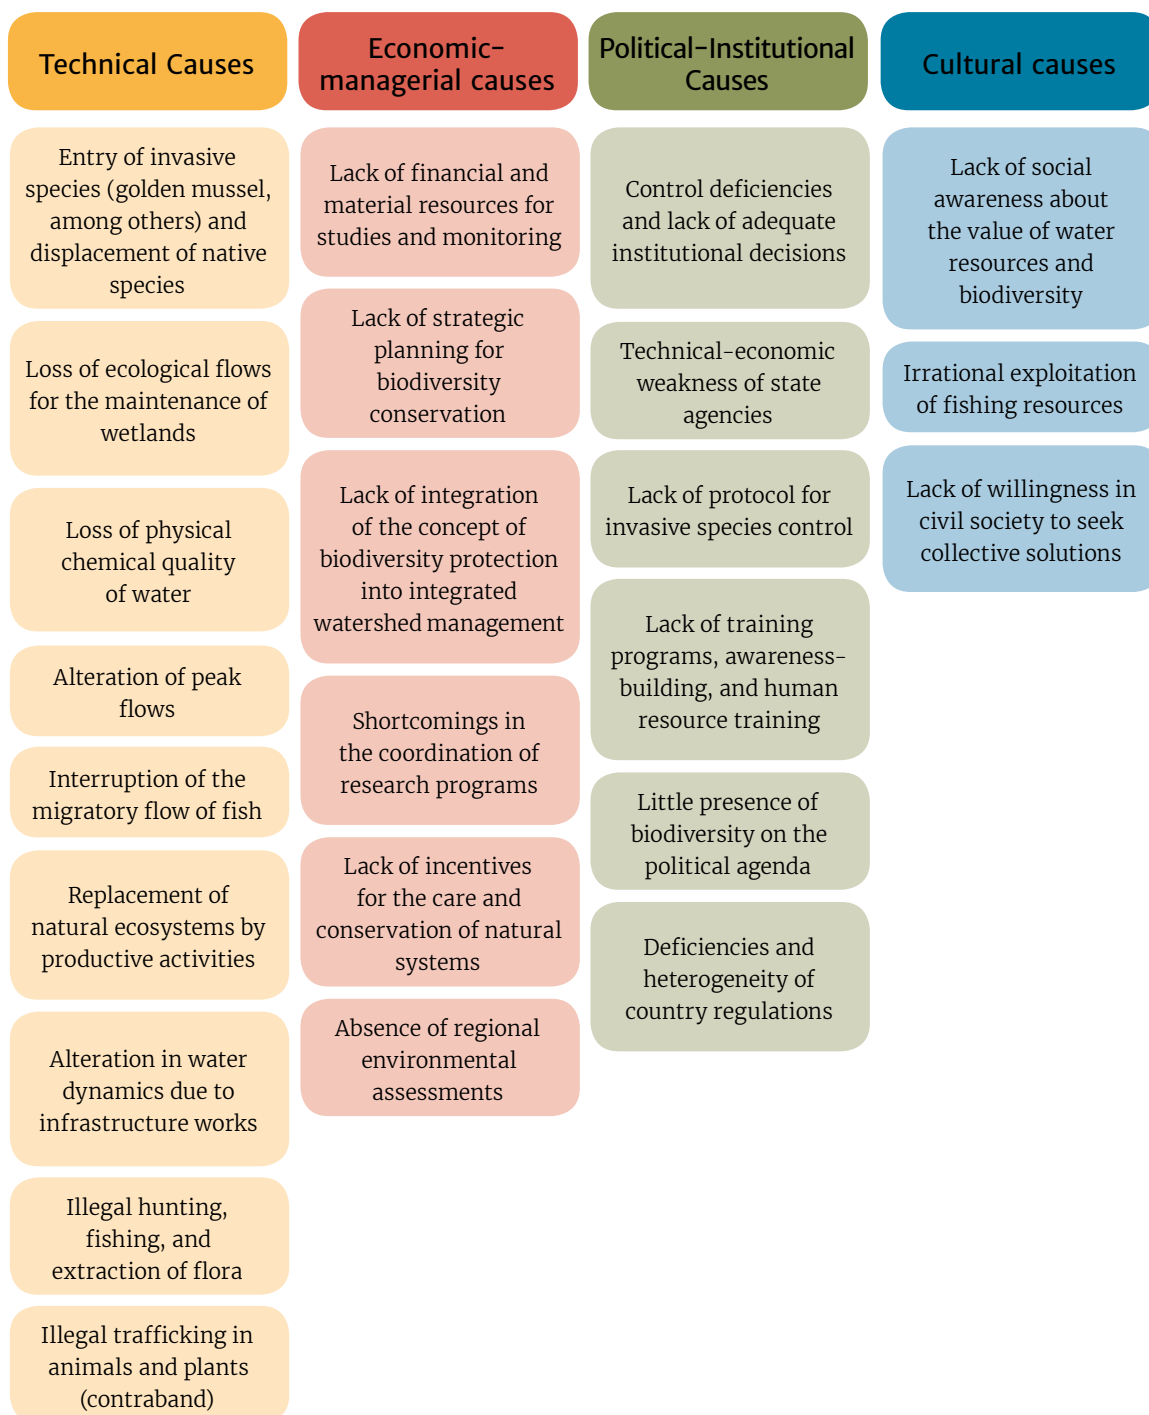 Technical Causes
Entry of invasive
species (golden mussel,
among others) and
displacement of native
species
Loss of ecological flows
for the maintenance of
wetlands
Loss of physical
chemical quality
of water
Alteration of peak
flows
Interruption of the
migratory flow of fish
Replacement of
natural ecosystems by
productive activities
Alteration in water
dynamics due to
infrastructure works
Illegal hunting,
fishing, and
extraction of flora
Illegal trafficking in
animals and plants
(contraband)
Economic-
managerial causes
Lack of financial and
material resources for
studies and monitoring
Lack of strategic
planning for
biodiversity
conservation
Lack of integration
of the concept of
biodiversity protection
into integrated
watershed management
Shortcomings in
the coordination of
research programs
Lack of incentives
for the care and
conservation of natural
systems
Absence of regional
environmental
assessments
Political-Institutional
Causes
Control deficiencies
and lack of adequate
institutional decisions
Technical-economic
weakness of state
agencies
Lack of protocol for
invasive species control
Lack of training
programs, awareness-
building, and human
resource training
Little presence of
biodiversity on the
political agenda
Deficiencies and
heterogeneity of
country regulations
Cultural causes
Lack of social
awareness about
the value of water
resources and
biodiversity
Irrational exploitation
of fishing resources
Lack of willingness in
civil society to seek
collective solutions